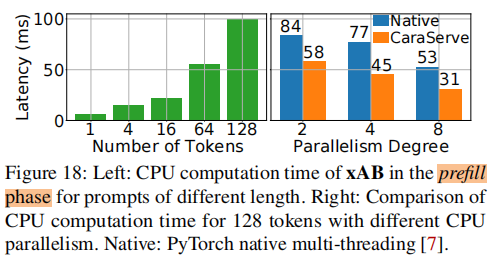 Latency (ms)
100
50
0
1 4 16 64 128
Number of Tokens
84 77 53
58 45 31
Native
CaraServe
2 4 8
Parallelism Degree
Figure 18: Left: CPU computation time of xAB in the prefill
phase for prompts of different length. Right: Comparison of
CPU computation time for 128 tokens with different CPU
parallelism. Native: PyTorch native multi-threading [7].